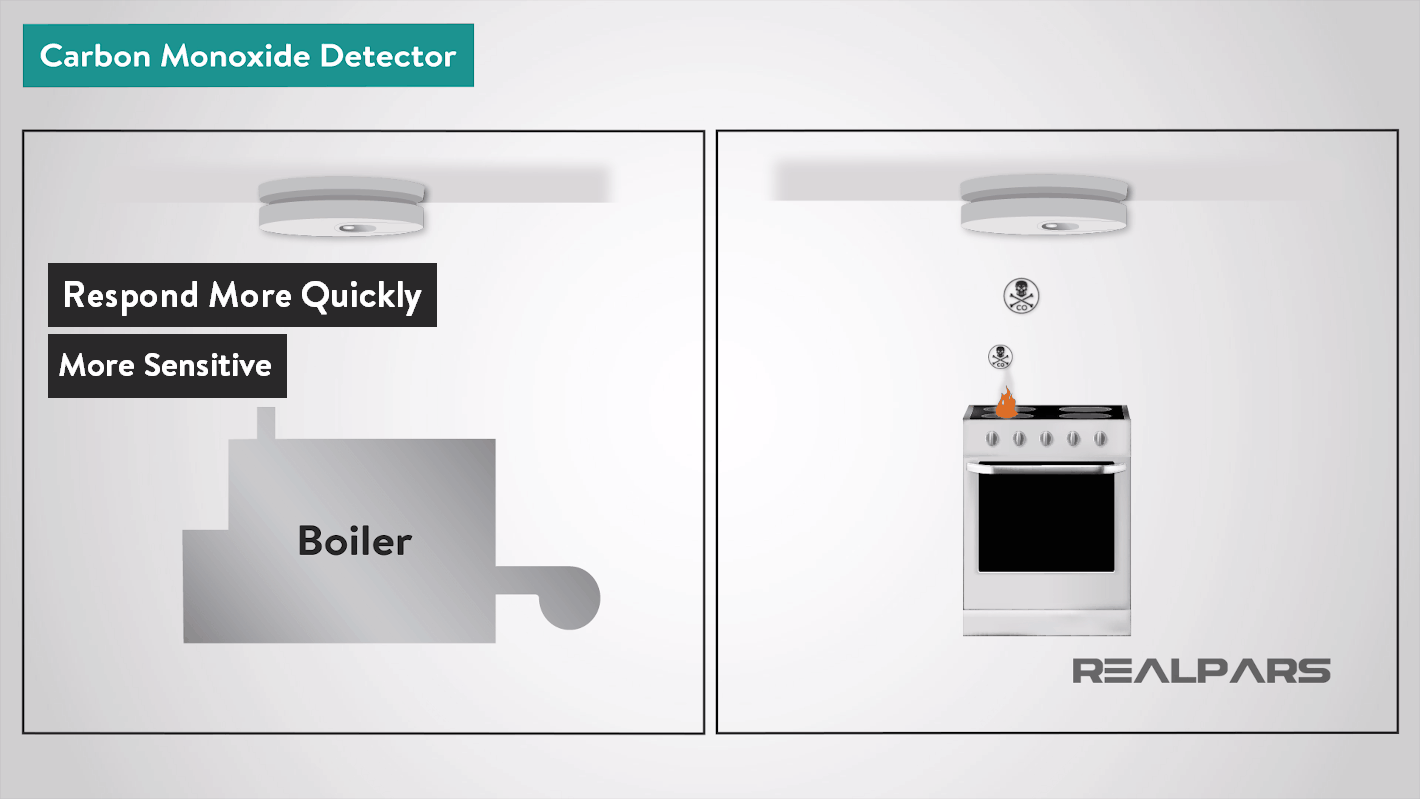 Carbon Monoxide Detector
Respond More Quickly
More Sensitive
Boiler
CO
CO
REALPARS